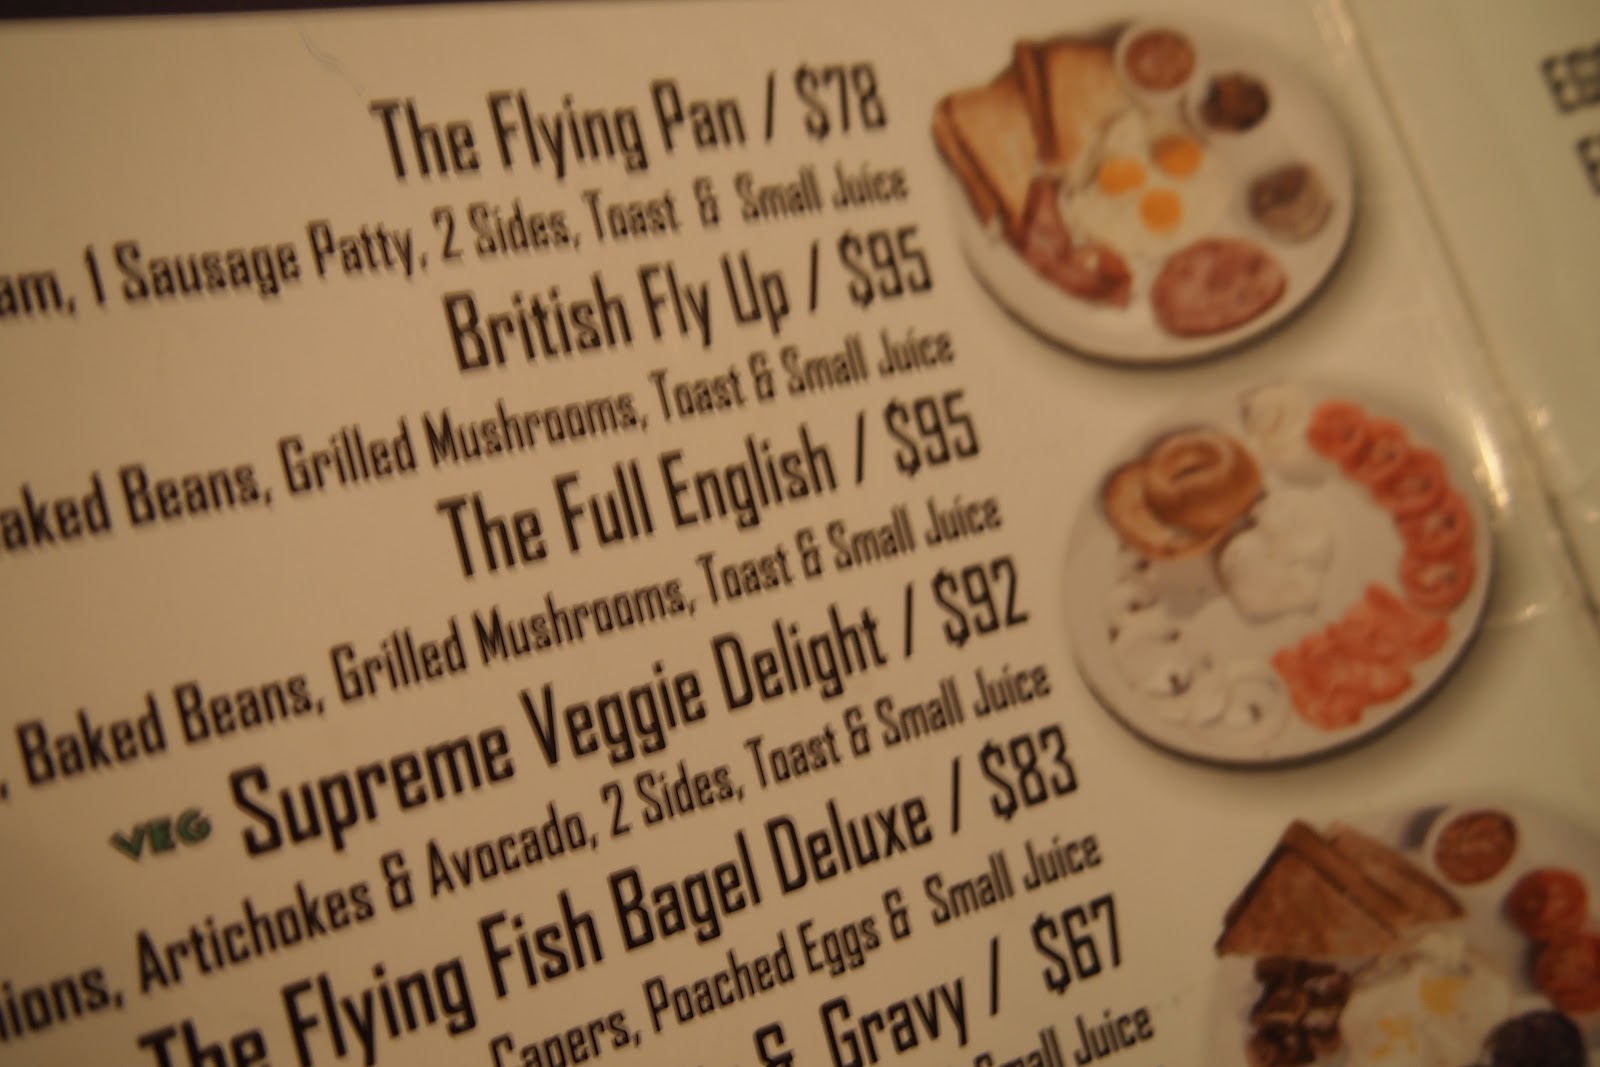 The Flying Pan / $78
am, 1 Sausage Patty, 2 Sides, Toast & Small Juice
British Fly Up / $95
aked Beans, Grilled Mushrooms, Toast & Small Juice
The Full English / $95
, Baked Beans, Grilled Mushrooms, Toast & Small Juice
VEG Supreme Veggie Delight / $92
ions, Artichokes & Avocado, 2 Sides, Toast & Small Juice
The Flying Fish Bagel Deluxe / $83
Capers, Poached Eggs & Small Juice
& Gravy / $67
Small Juice